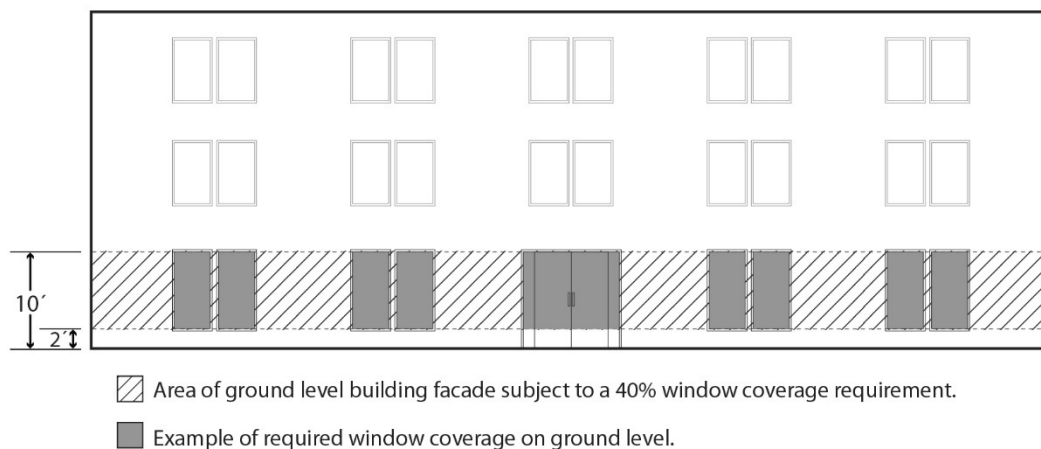 10´
2´
Area of ground level building facade subject to a 40% window coverage requirement.
Example of required window coverage on ground level.